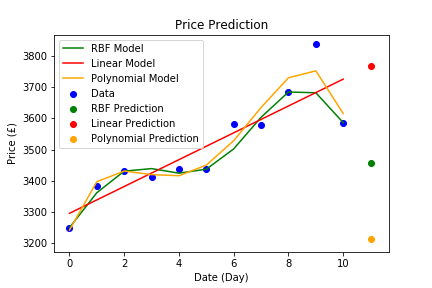 Price Prediction
RBF Model
Linear Model
Polynomial Model
Data
RBF Prediction
Linear Prediction
Polynomial Prediction
3800
3700
3600
3500
3400
3300
3200
Price (£)
0 2 4 6 8 10
Date (Day)